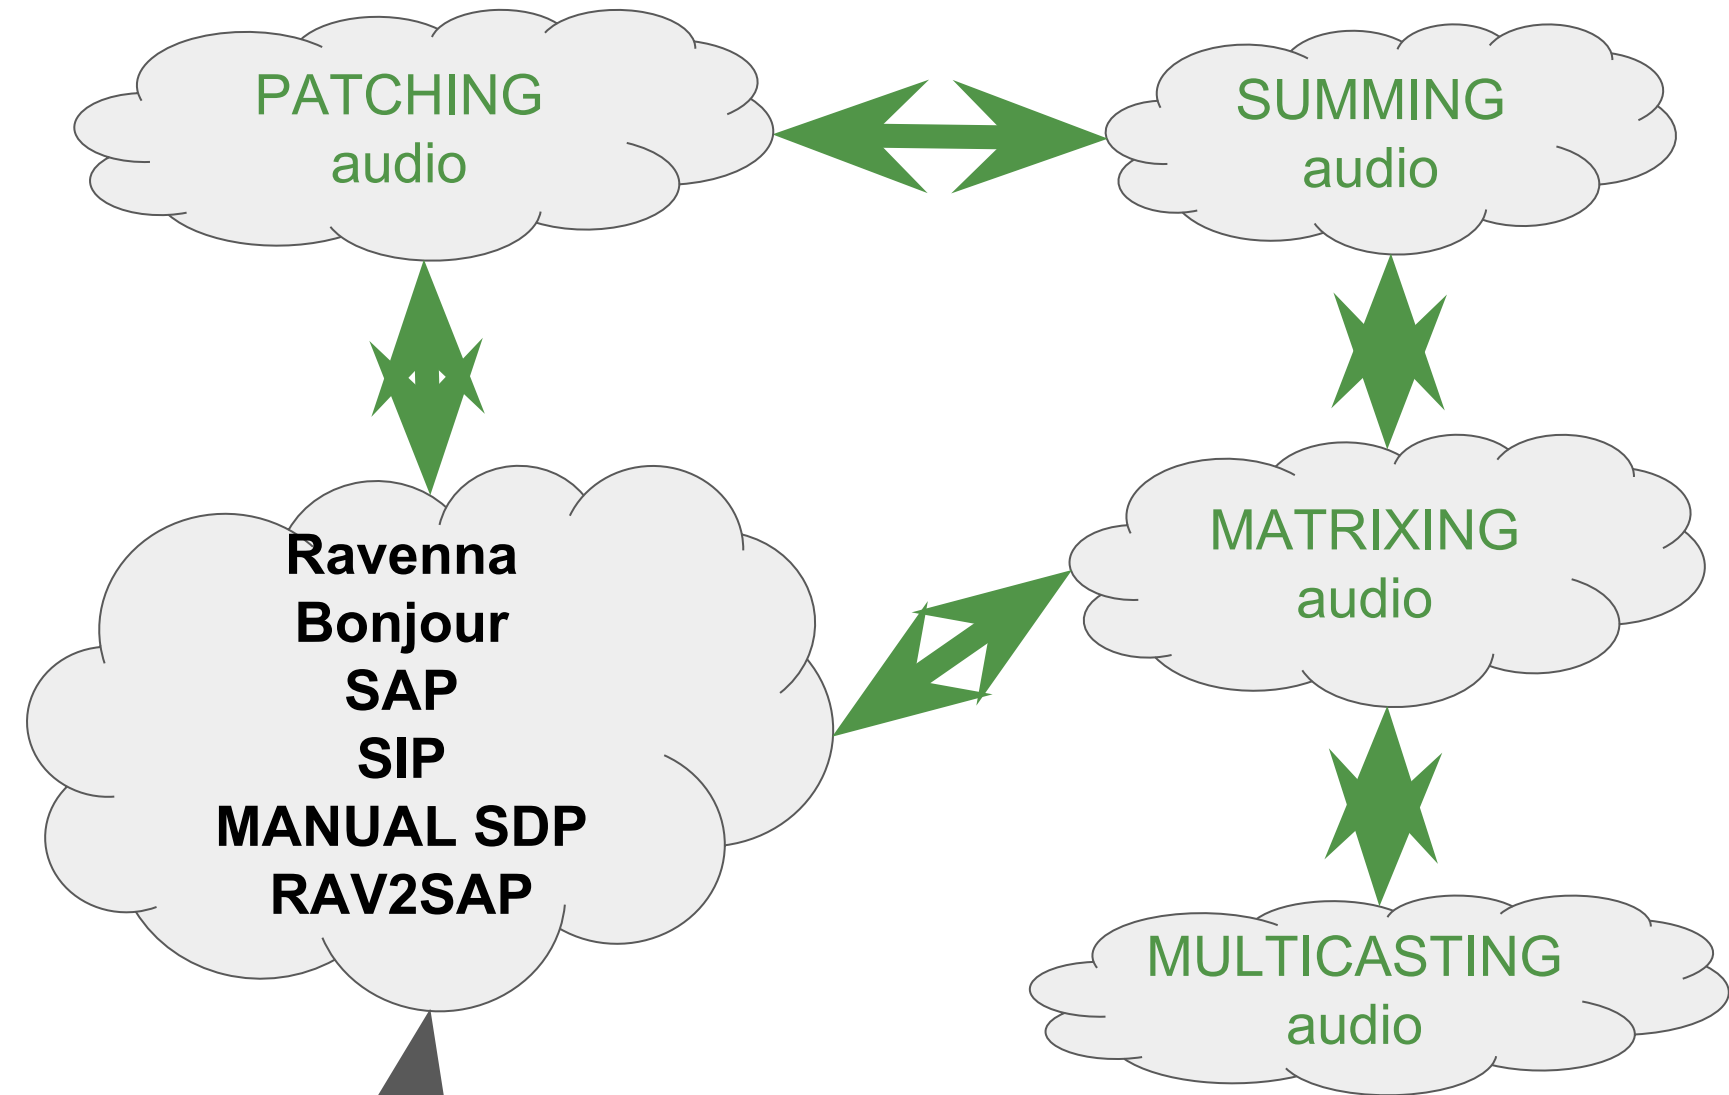 PATCHING
audio
SUMMING
audio
Ravenna
Bonjour
SAP
SIP
MANUAL SDP
RAV2SAP
MATRIXING
audio
MULTICASTING
audio